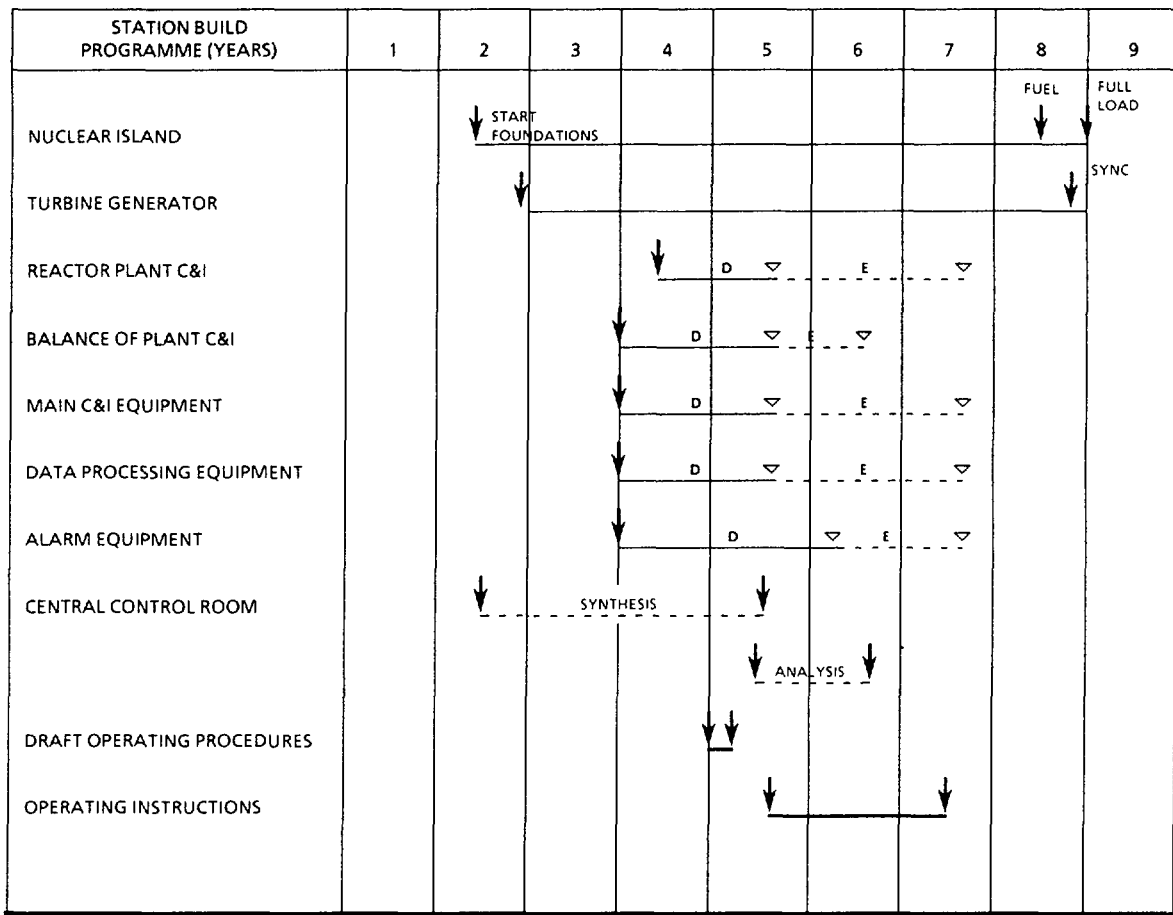 STATION BUILD
PROGRAMME (YEARS)
1 2 3 4 5 6 7 8 9
FUEL
FULL
LOAD
START
FOUNDATIONS
NUCLEAR ISLAND
SYNC
TURBINE GENERATOR
REACTOR PLANT C&I
D E
BALANCE OF PLANT C&I
D E
MAIN C&I EQUIPMENT
D E
DATA PROCESSING EQUIPMENT
D E
ALARM EQUIPMENT
D E
CENTRAL CONTROL ROOM
SYNTHESIS
ANALYSIS
DRAFT OPERATING PROCEDURES
OPERATING INSTRUCTIONS